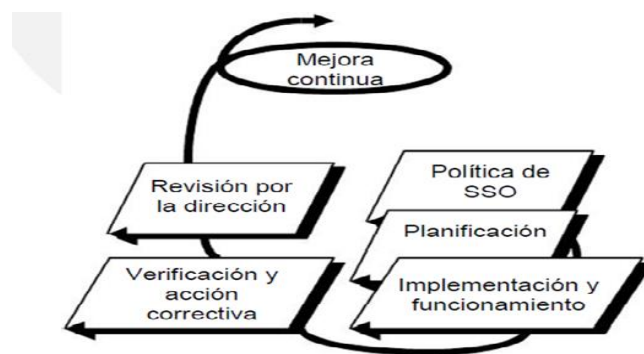 Mejora
continua
Política de
SSO
Planificación
Implementación y
funcionamiento
Verificación y
acción
correctiva
Revisión por
la dirección